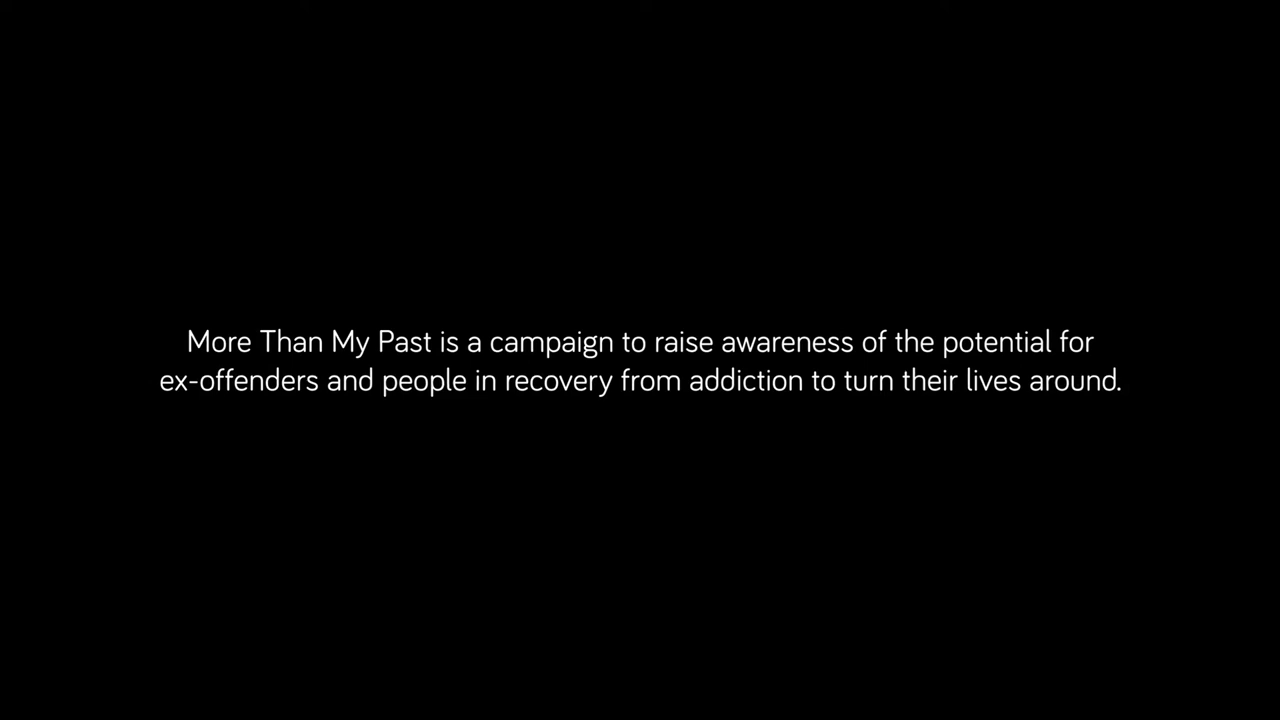 More Than My Past is a campaign to raise awareness of the potential for
ex-offenders and people in recovery from addiction to turn their lives around.